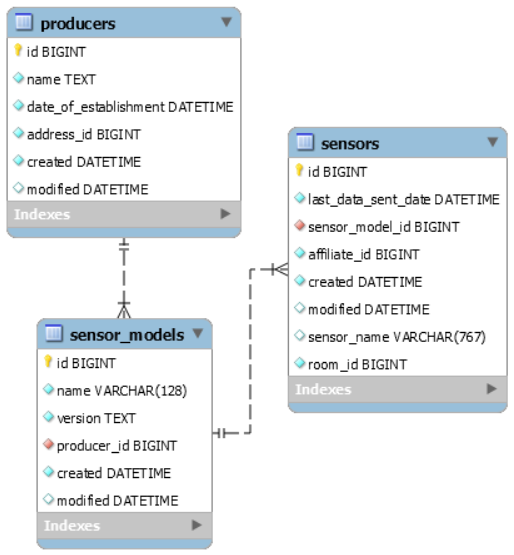 producers
id BIGINT
name TEXT
date_of_establishment DATETIME
address_id BIGINT
created DATETIME
modified DATETIME
Indexes
sensors
id BIGINT
last_data_sent_date DATETIME
sensor_model_id BIGINT
affiliate_id BIGINT
created DATETIME
modified DATETIME
sensor_name VARCHAR(767)
room_id BIGINT
Indexes
sensor_models
id BIGINT
name VARCHAR(128)
version TEXT
producer_id BIGINT
created DATETIME
modified DATETIME
Indexes